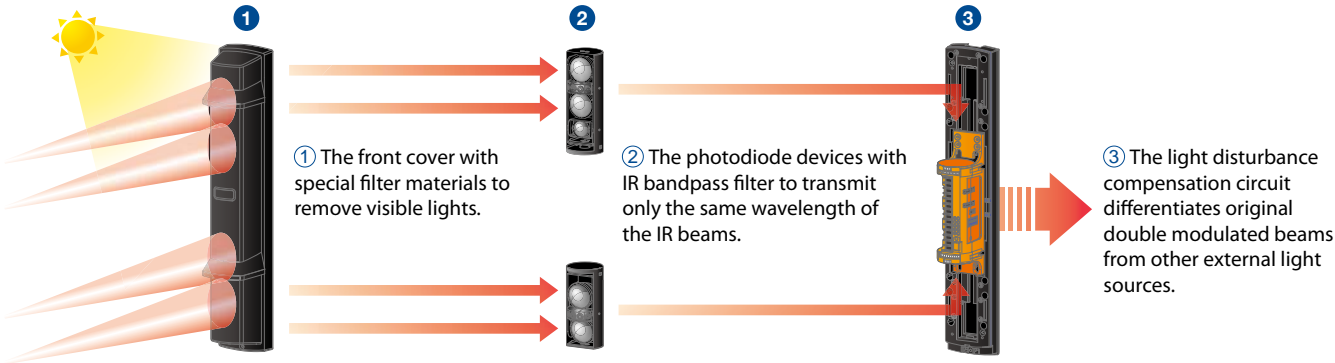 1
2
3
① The front cover with
special filter materials to
remove visible lights.
② The photodiode devices with
IR bandpass filter to transmit
only the same wavelength of
the IR beams.
③ The light disturbance
compensation circuit
differentiates original
double modulated beams
from other external light
sources.